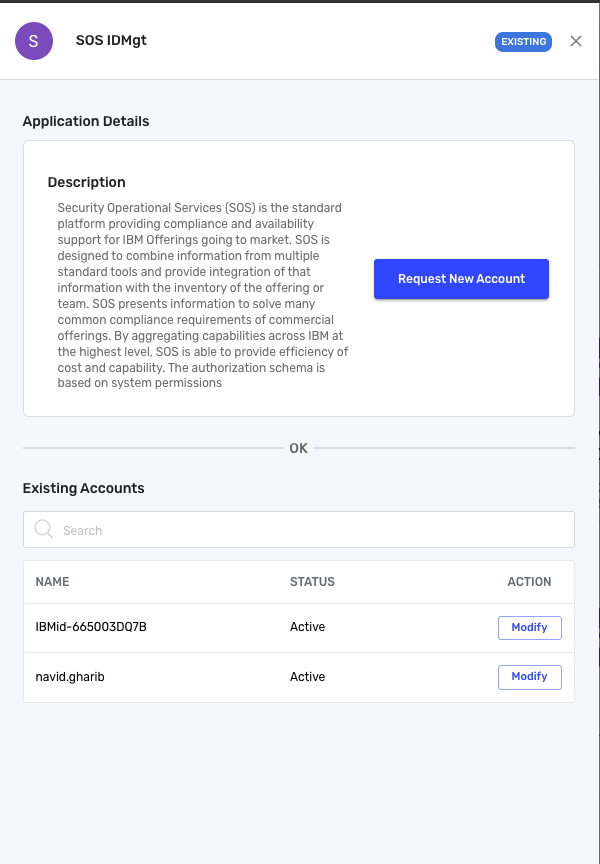 S
SOS IDMgt
EXISTING
Application Details
Description
Security Operational Services (SOS) is the standard
platform providing compliance and availability
support for IBM Offerings going to market. SOS is
designed to combine information from multiple
standard tools and provide integration of that
information with the inventory of the offering or
team. SOS presents information to solve many
common compliance requirements of commercial
offerings. By aggregating capabilities across IBM at
the highest level, SOS is able to provide efficiency of
cost and capability. The authorization schema is
based on system permissions
Request New Account
OK
Existing Accounts
Search
NAME STATUS ACTION
IBMid-665003DQ7B Active Modify
navid.gharib Active Modify